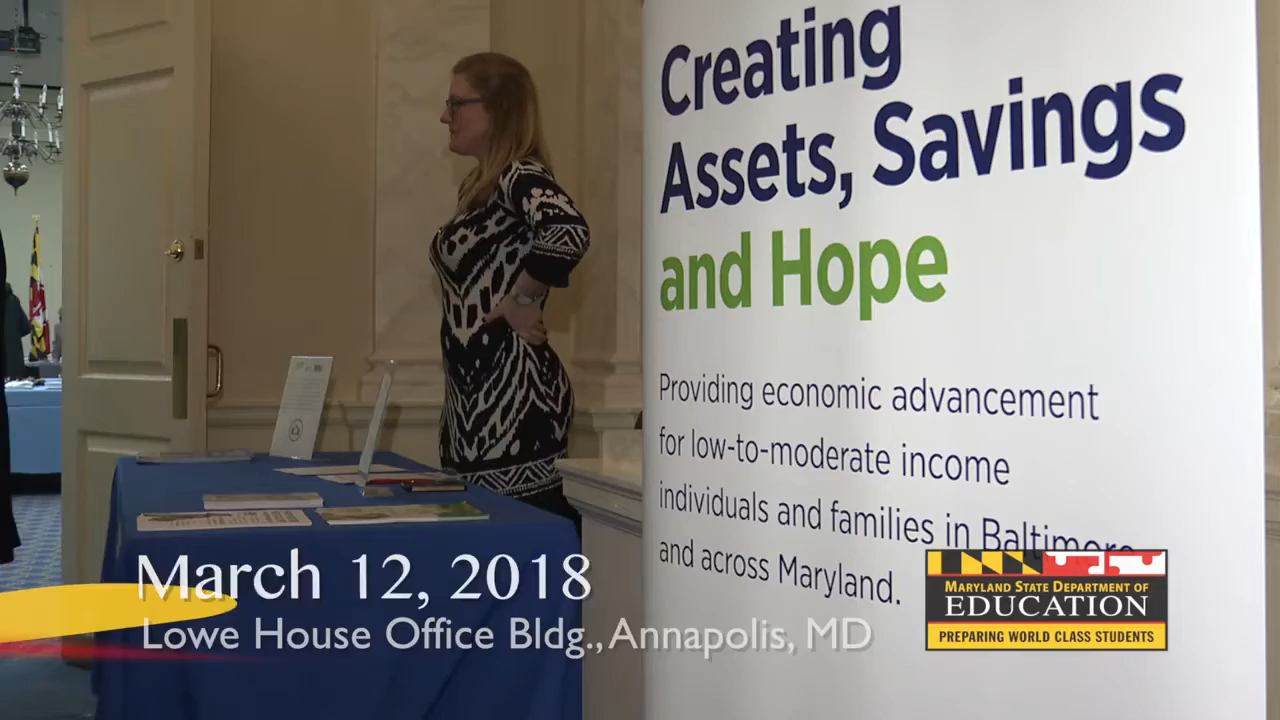 Creating
Assets, Savings
and Hope
Providing economic advancement
for low-to-moderate income
individuals and families in Baltimore
and across Maryland.
March 12, 2018
Lowe House Office Bldg., Annapolis, MD
MARYLAND STATE DEPARTMENT OF
EDUCATION
PREPARING WORLD CLASS STUDENTS